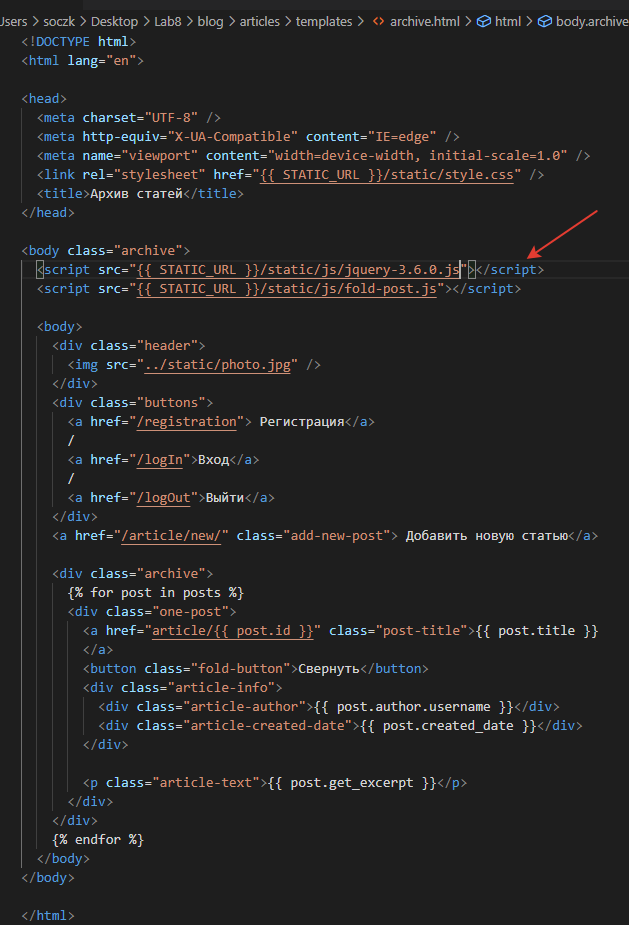 Users > soczk > Desktop > Lab8 > blog > articles > templates > <> archive.html > html > body.archive
<!DOCTYPE html>
<html lang="en">
<head>
<meta charset="UTF-8" />
<meta http-equiv="X-UA-Compatible" content="IE=edge" />
<meta name="viewport" content="width=device-width, initial-scale=1.0" />
<link rel="stylesheet" href="{{ STATIC_URL }}/static/style.css" />
<title>Архив статей</title>
</head>
<body class="archive">
<script src="{{ STATIC_URL }}/static/js/jquery-3.6.0.js"></script>
<script src="{{ STATIC_URL }}/static/js/fold-post.js"></script>
<body>
<div class="header">
<img src="../static/photo.jpg" />
</div>
<div class="buttons">
<a href="/registration"> Регистрация</a>
/
<a href="/logIn">Вход</a>
/
<a href="/logOut">Выйти</a>
</div>
<a href="/article/new/" class="add-new-post"> Добавить новую статью</a>
<div class="archive">
{% for post in posts %}
<div class="one-post">
<a href="article/{{ post.id }}" class="post-title">{{ post.title }}
</a>
<button class="fold-button">Свернуть</button>
<div class="article-info">
<div class="article-author">{{ post.author.username }}</div>
<div class="article-created-date">{{ post.created_date }}</div>
</div>
<p class="article-text">{{ post.get_excerpt }}</p>
</div>
</div>
{% endfor %}
</body>
</body>
</html>